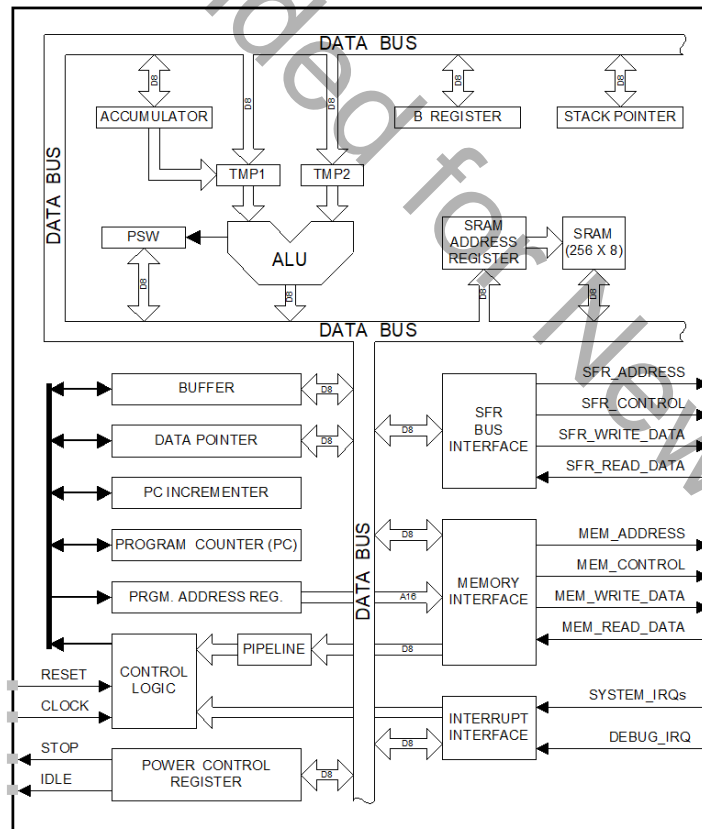 DATA BUS
D8
D8
D8
D8
D8
ACCUMULATOR
B REGISTER
STACK POINTER
DATA BUS
TMP1
TMP2
PSW
ALU
SRAM
ADDRESS
REGISTER
SRAM
(256 X 8)
D8
D8
D8
D8
DATA BUS
BUFFER
D8
DATA POINTER
D8
PC INCREMENTER
PROGRAM COUNTER (PC)
PRGM. ADDRESS REG.
A16
DATA BUS
D8
SFR
BUS
INTERFACE
SFR_ADDRESS
SFR_CONTROL
SFR_WRITE_DATA
SFR_READ_DATA
D8
MEMORY
INTERFACE
MEM_ADDRESS
MEM_CONTROL
MEM_WRITE_DATA
MEM_READ_DATA
PIPELINE
D8
RESET
CLOCK
CONTROL
LOGIC
INTERRUPT
INTERFACE
D8
SYSTEM_IRQs
DEBUG_IRQ
STOP
IDLE
POWER CONTROL
REGISTER
D8
ded for New